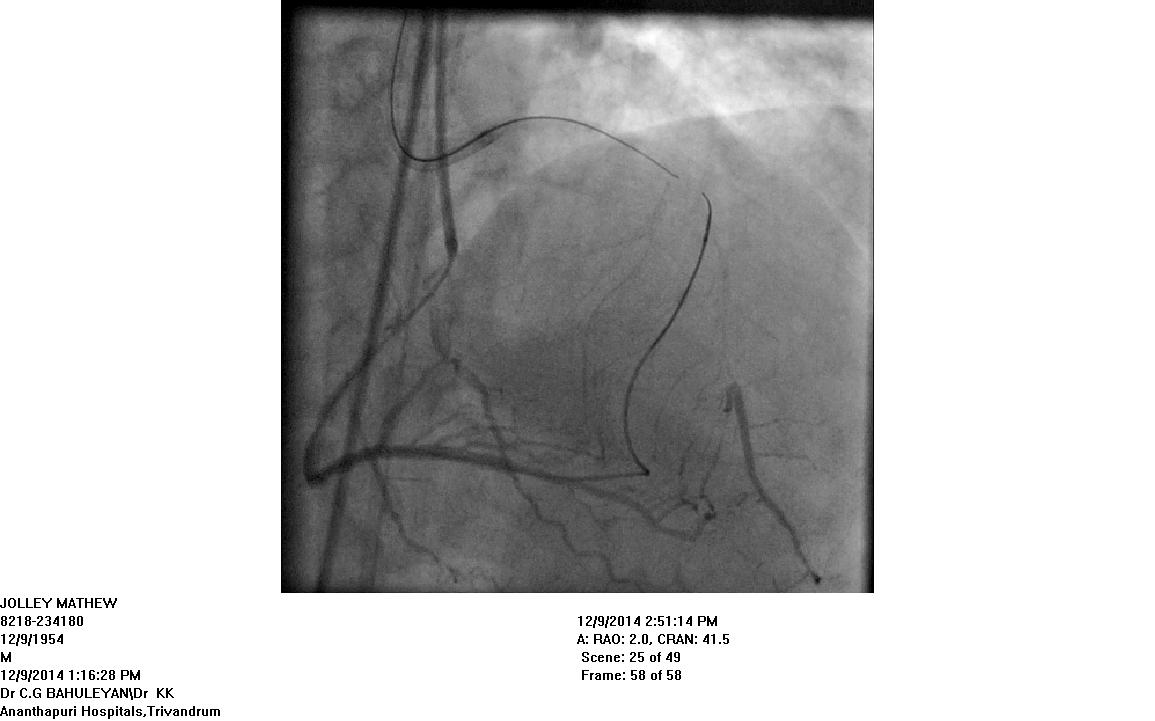 JOLLEY MATHEW
8218-234180
12/9/1954
M
12/9/2014 1:16:28 PM
Dr C.G BAHULEYAN\Dr  KK
Ananthapuri Hospitals,Trivandrum
12/9/2014 2:51:14 PM
A: RAO: 2.0, CRAN: 41.5
Scene: 25 of 49
Frame: 58 of 58